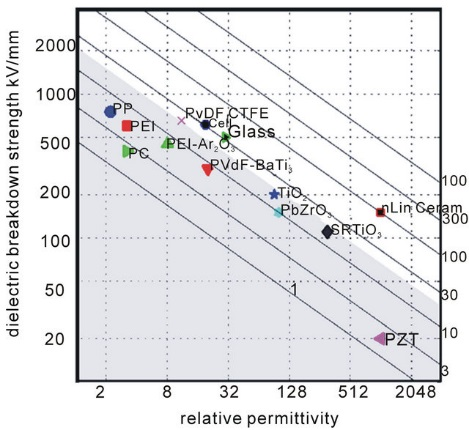 dielectric breakdown strength kV/mm
2000
1000
500
200
100
50
20
PP
PEI
PC
PEI-Ar₂O₃
PvDF CTFE
Cell
Glass
PVdF-BaTi₃
TiO₂
PbZrO₃
SRTiO₃
nLin Ceram
PZT
1
100
300
100
30
10
3
2 8 32 128 512 2048
relative permittivity